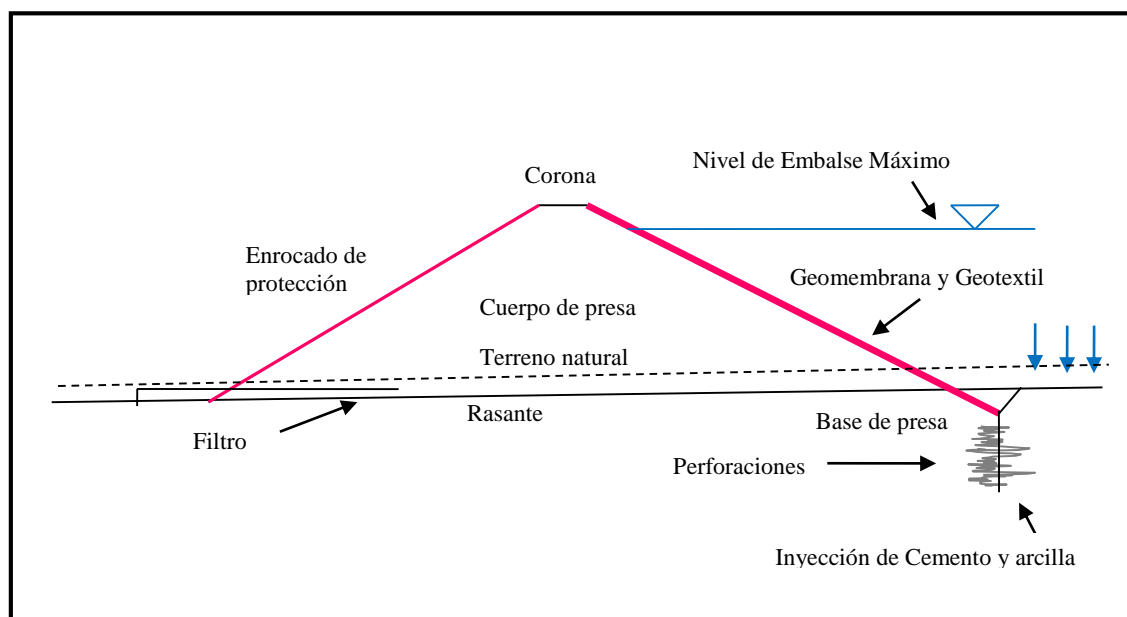 Nivel de Embalse Máximo
Corona
Enrocado de
protección
Geomembrana y Geotextil
Cuerpo de presa
Terreno natural
Rasante
Base de presa
Filtro
Perforaciones
Inyección de Cemento y arcilla